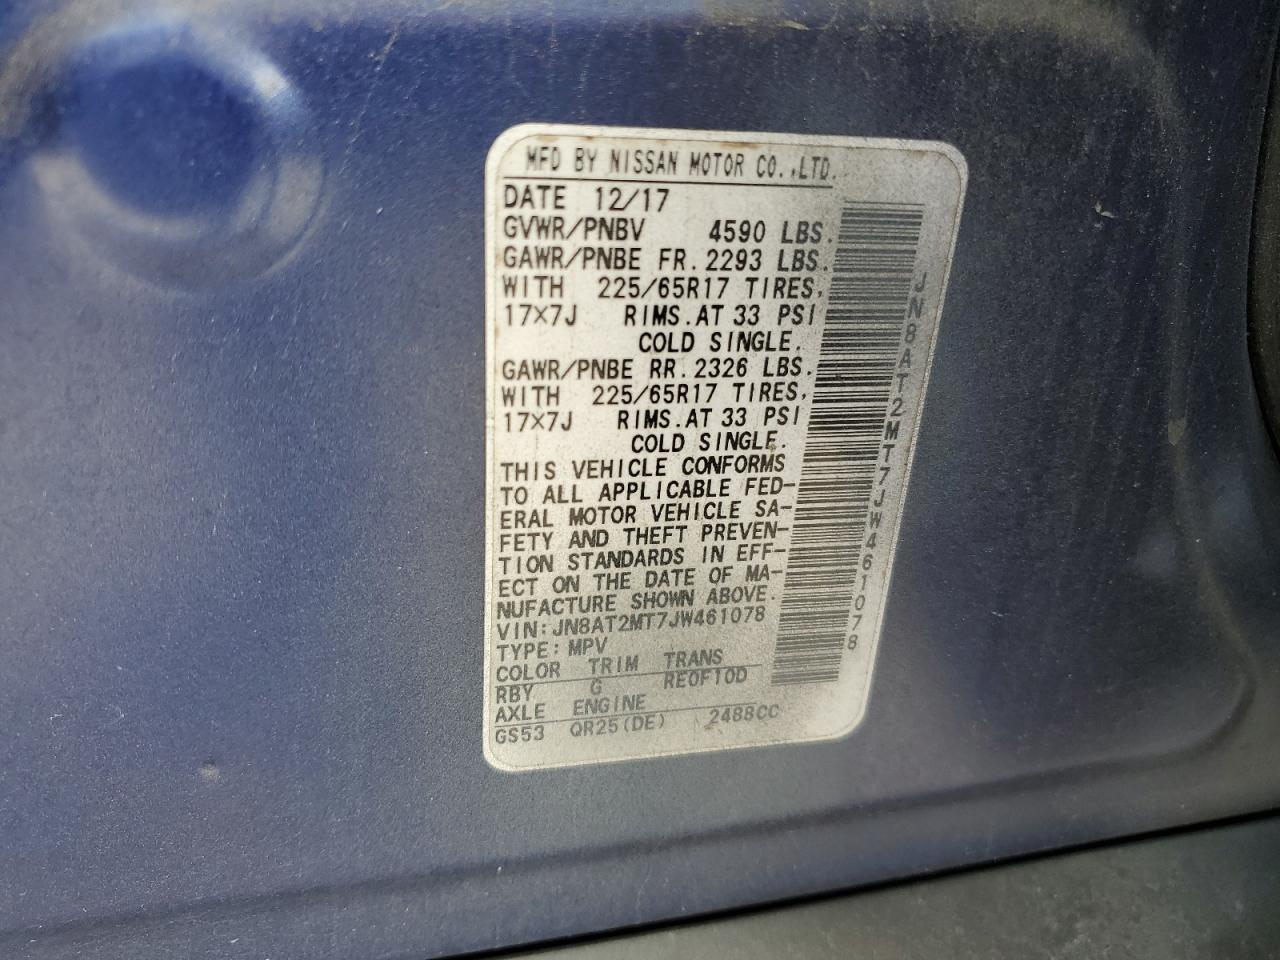 MFD BY NISSAN MOTOR CO.,LTD.
DATE 12/17
GVWR/PNBV 4590 LBS.
GAWR/PNBE FR. 2293 LBS.
WITH 225/65R17 TIRES,
17×7J RIMS.AT 33 PSI
COLD SINGLE.
GAWR/PNBE RR. 2326 LBS.
WITH 225/65R17 TIRES,
17×7J RIMS.AT 33 PSI
COLD SINGLE.
THIS VEHICLE CONFORMS
TO ALL APPLICABLE FED-
ERAL MOTOR VEHICLE SA-
FETY AND THEFT PREVEN-
TION STANDARDS IN EFF-
ECT ON THE DATE OF MA-
NUFACTURE SHOWN ABOVE.
VIN:JN8AT2MT7JW461078
TYPE:MPV
COLOR TRIM TRANS
RBY G RE0F10D
AXLE ENGINE
GS53 QR25(DE) 2488CC
JN8AT2MT7JW461078